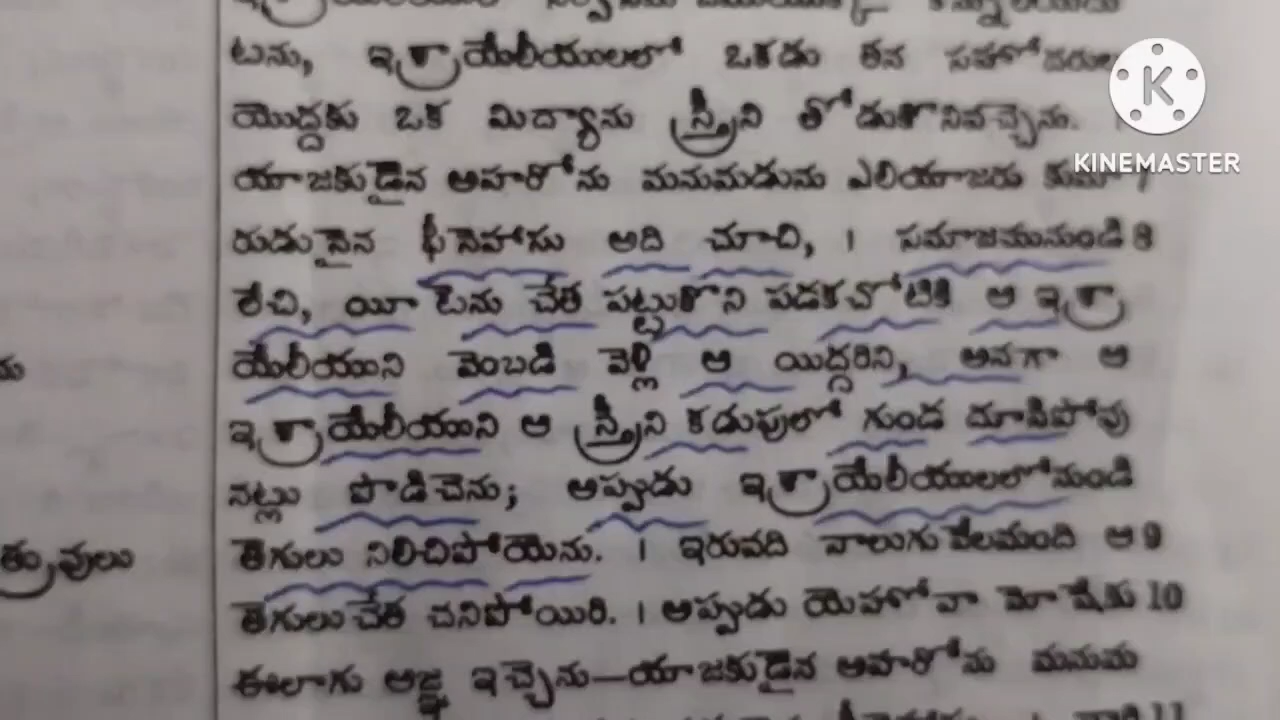 టను, ఇశ్రాయేలీయులలో ఒకడు తన సహోదరుల
యొద్దకు ఒక మిద్యాను స్త్రీని తోడుకొనివచ్చెను.
యాజకుడైన అహరోను మనుమడును ఎలియాజరు కుమా 7
రుడునైన ఫీనెహాసు అది చూచి, । సమాజమునుండి 8
లేచి, యీ టెను చేత పట్టుకొని పడకచోటికి ఆ ఇశ్రా
యేలీయుని వెంబడి వెళ్లి ఆ యిద్దరిని, అనగా ఆ
ఇశ్రాయేలీయుని ఆ స్త్రీని కడుపులో గుండ దూసిపోవు
నట్లు పొడిచెను; అప్పుడు ఇశ్రాయేలీయులలోనుండి
తెగులు నిలిచిపోయెను. । ఇరువది నాలుగువేలమంది ఆ 9
తెగులుచేత చనిపోయిరి. । అప్పుడు యెహోవా మోషేకు 10
ఈలాగు ఆజ్ఞ ఇచ్చెను—యాజకుడైన అహరోను మనుమ
త్రువులు
KINEMASTER